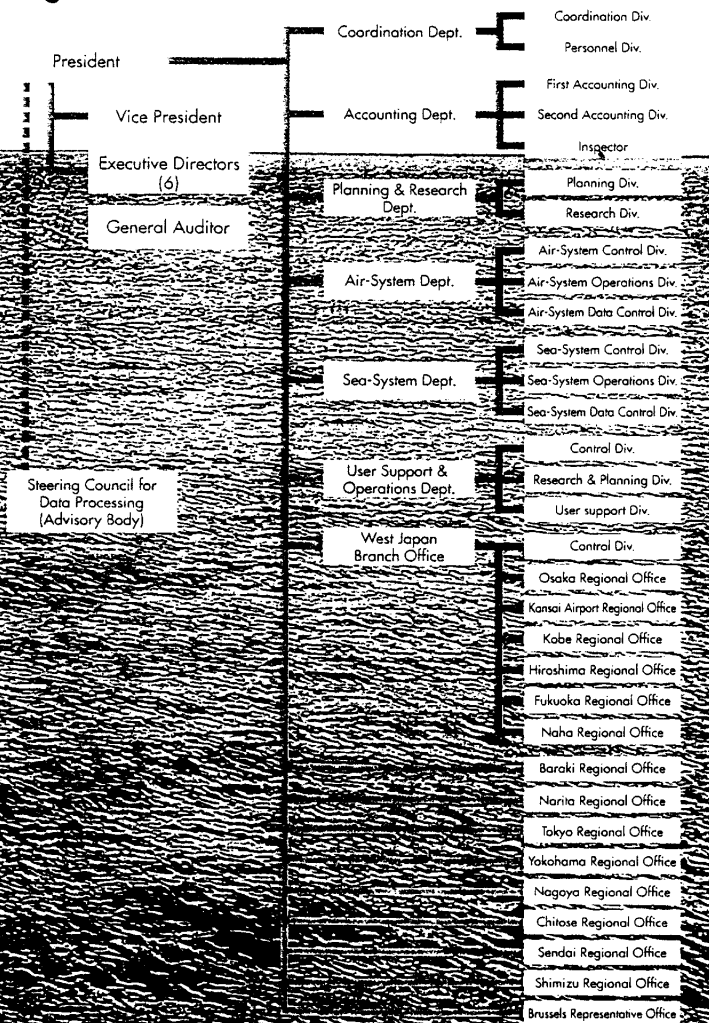 President
Vice President
Executive Directors
(6)
General Auditor
Steering Council for
Data Processing
(Advisory Body)
Coordination Dept.
Coordination Div.
Personnel Div.
Accounting Dept.
First Accounting Div.
Second Accounting Div.
Inspector
Planning & Research
Dept.
Planning Div.
Research Div.
Air-System Dept.
Air-System Control Div.
Air-System Operations Div.
Air-System Data Control Div.
Sea-System Dept.
Sea-System Control Div.
Sea-System Operations Div.
Sea-System Data Control Div.
User Support &
Operations Dept.
Control Div.
Research & Planning Div.
User support Div.
West Japan
Branch Office
Control Div.
Osaka Regional Office
Kansai Airport Regional Office
Kobe Regional Office
Hiroshima Regional Office
Fukuoka Regional Office
Naha Regional Office
Baraki Regional Office
Narita Regional Office
Tokyo Regional Office
Yokohama Regional Office
Nagoya Regional Office
Chitose Regional Office
Sendai Regional Office
Shimizu Regional Office
Brussels Representative Office